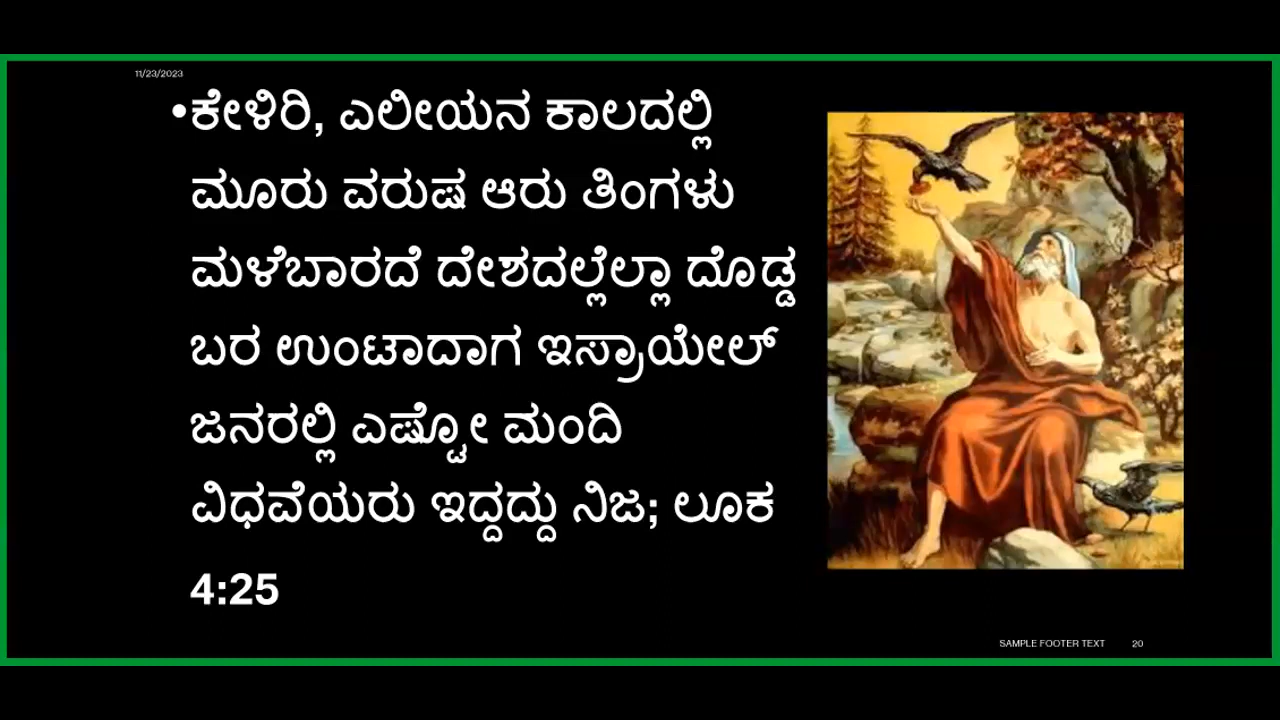 11/23/2023
•ಕೇಳಿರಿ, ಎಲೀಯನ ಕಾಲದಲ್ಲಿ
ಮೂರು ವರುಷ ಆರು ತಿಂಗಳು
ಮಳೆಬಾರದೆ ದೇಶದಲ್ಲೆಲ್ಲಾ ದೊಡ್ಡ
ಬರ ಉಂಟಾದಾಗ ಇಸ್ರಾಯೇಲ್
ಜನರಲ್ಲಿ ಎಷ್ಟೋ ಮಂದಿ
ವಿಧವೆಯರು ಇದ್ದದ್ದು ನಿಜ; ಲೂಕ
4:25
SAMPLE FOOTER TEXT 20